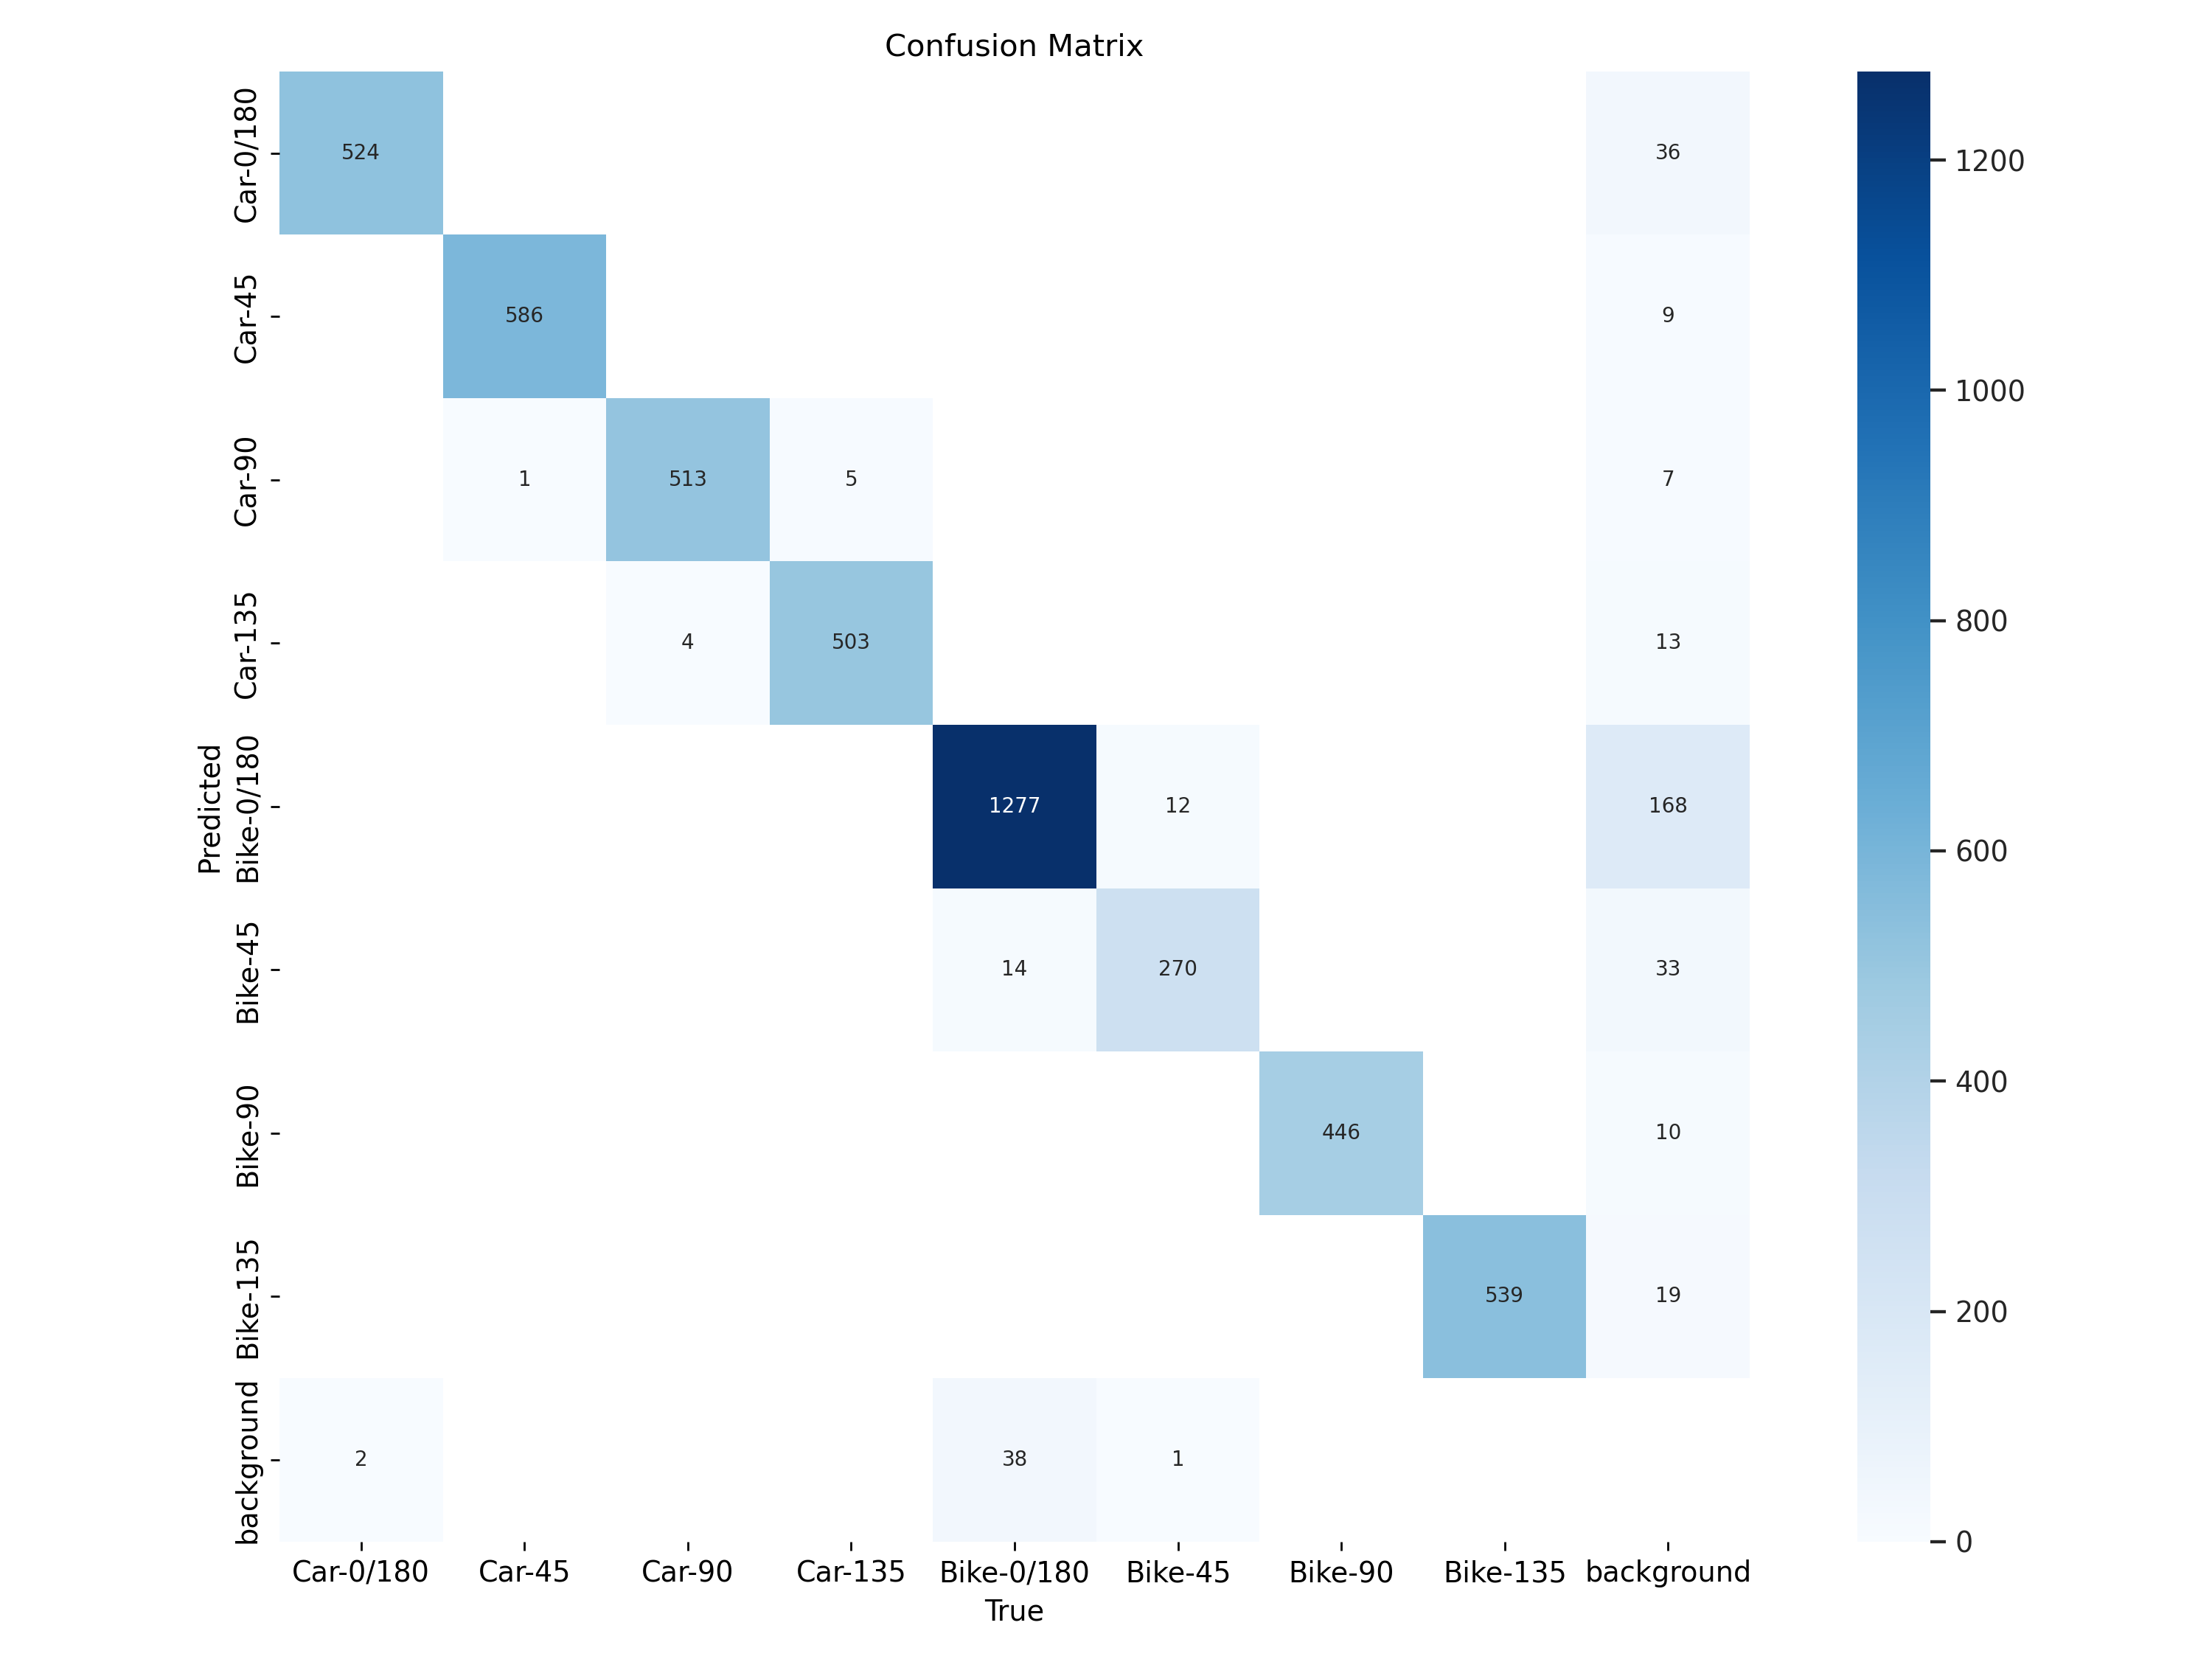 Confusion Matrix
Car-0/180
524
36
1200
Car-45
586
9
1000
Car-90
1
513
5
7
800
Car-135
4
503
13
Predicted
Bike-0/180
1277
12
168
600
Bike-45
14
270
33
400
Bike-90
446
10
Bike-135
539
19
200
background
2
38
1
0
Car-0/180 Car-45 Car-90 Car-135 Bike-0/180 Bike-45 Bike-90 Bike-135 background
True